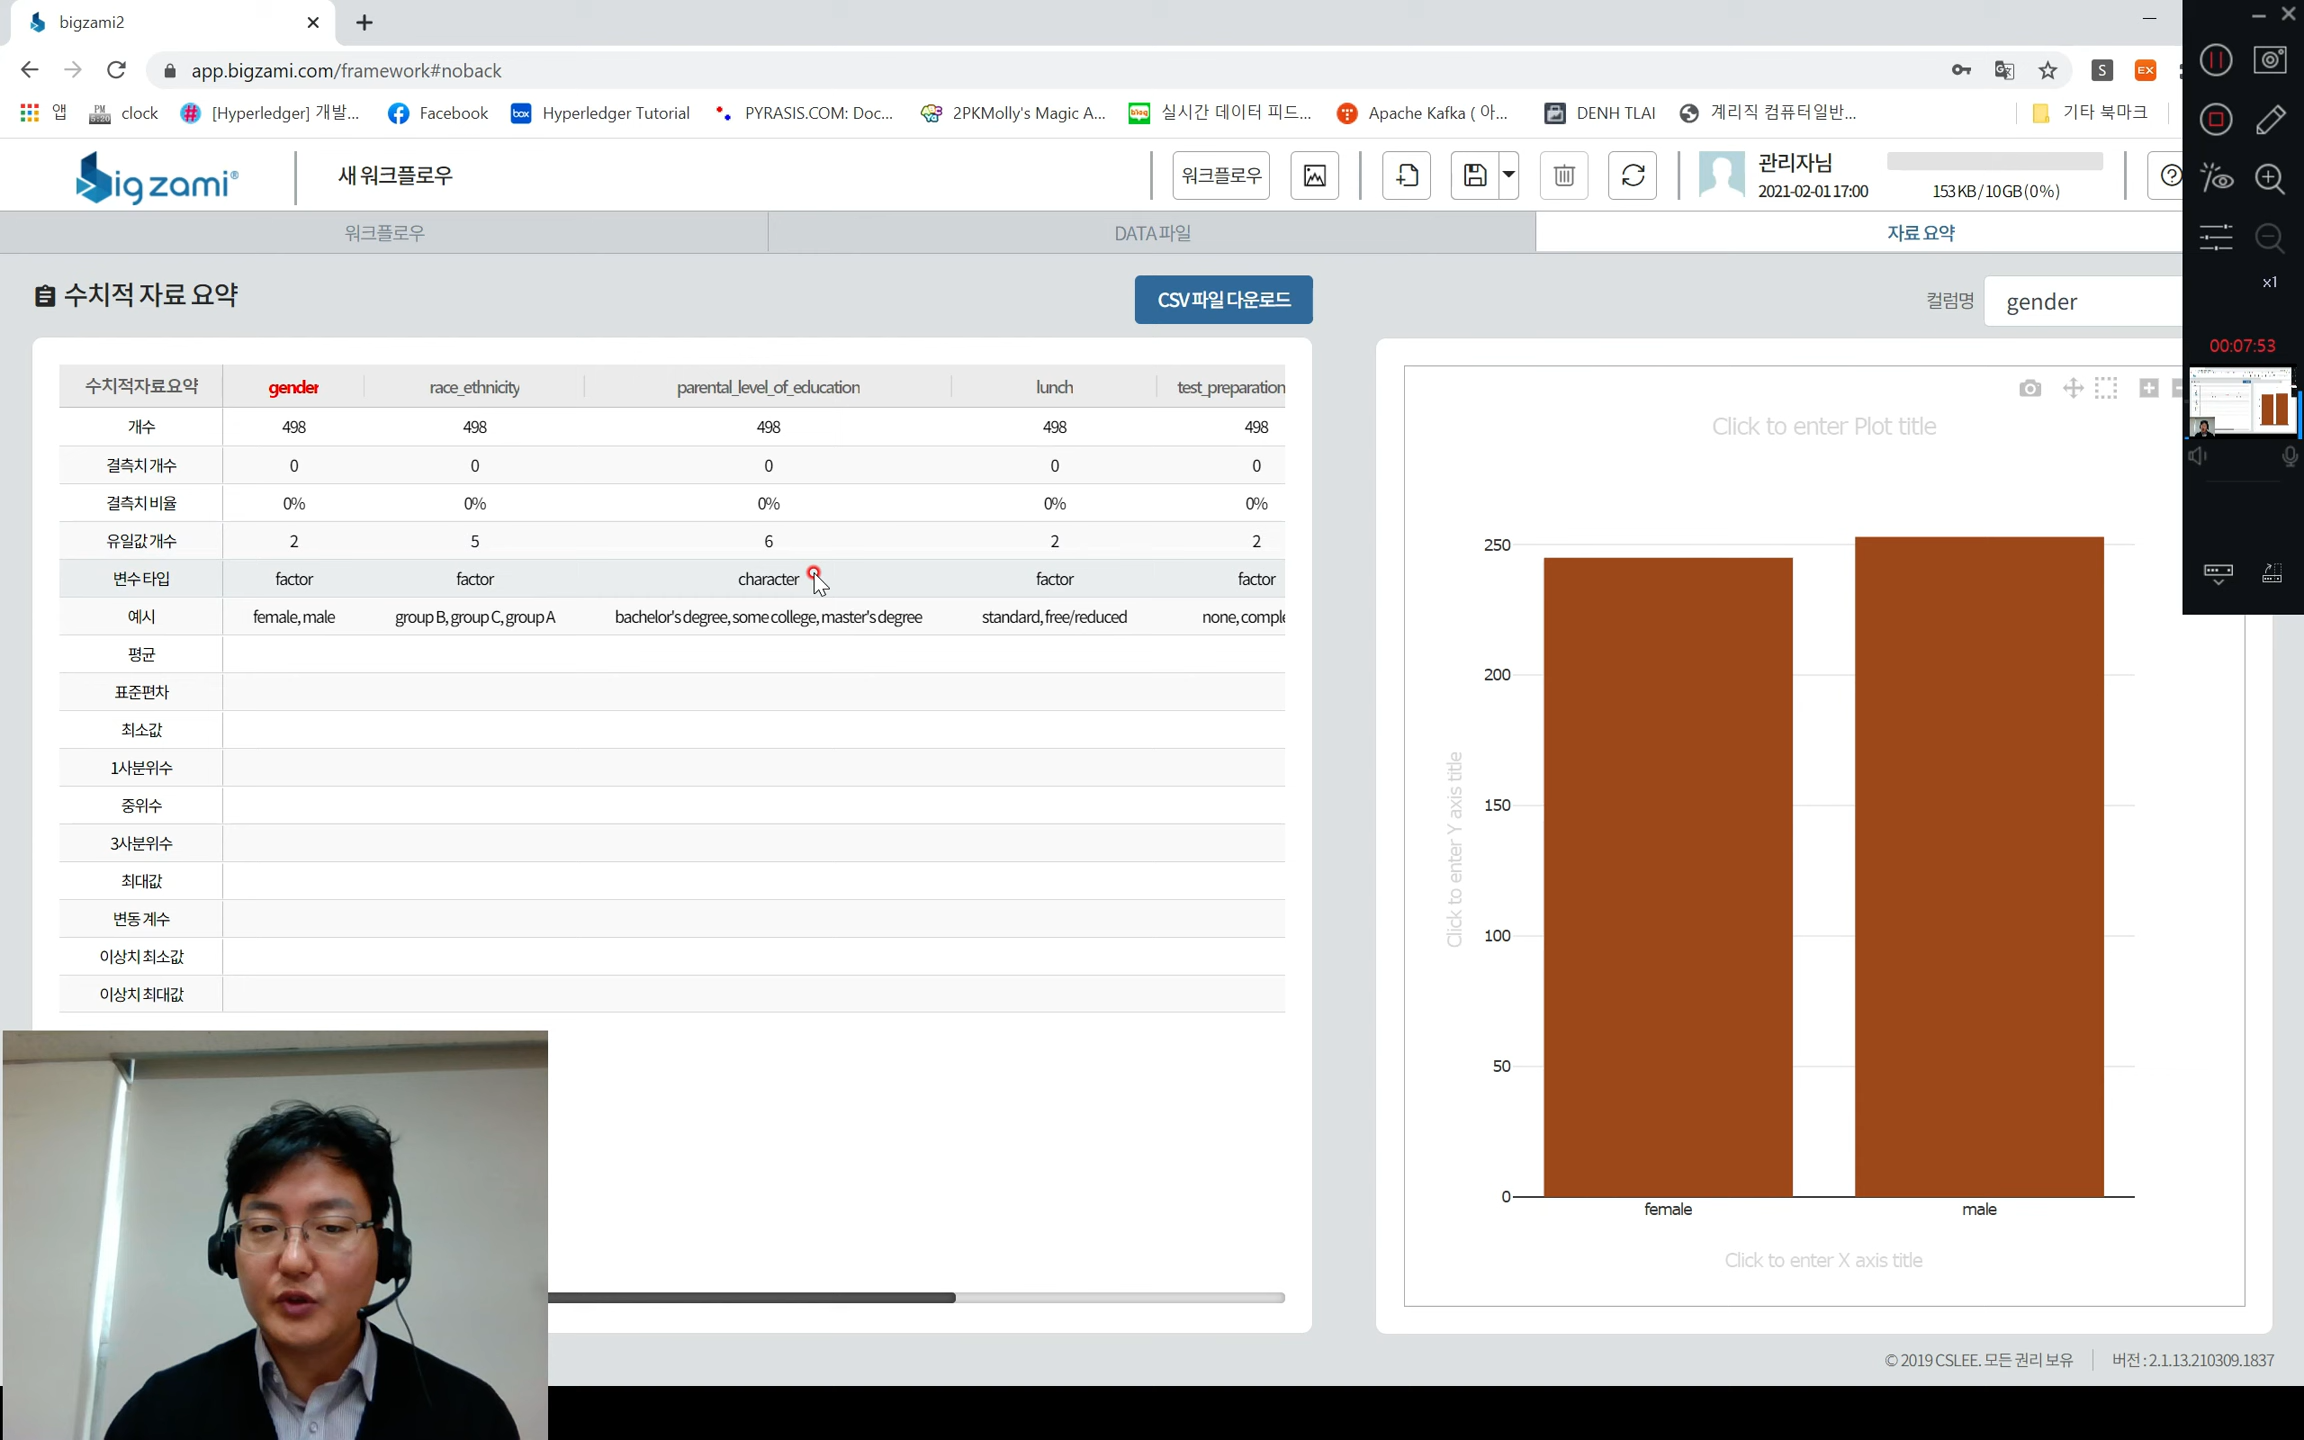 bigzami2
app.bigzami.com/framework#noback
앱
clock
[Hyperledger] 개발...
Facebook
Hyperledger Tutorial
PYRASIS.COM: Doc...
2PKMolly's Magic A...
실시간 데이터 피드...
Apache Kafka ( 아...
DENH TLAI
계리직 컴퓨터일반...
기타 북마크
big zami®
새 워크플로우
워크플로우
관리자님
2021-02-01 17:00
153 KB / 10 GB (0%)
워크플로우
DATA 파일
자료 요약
수치적 자료 요약
CSV 파일 다운로드
컬럼명
gender
x1
00:07:53
수치적자료요약 gender race_ethnicity parental_level_of_education lunch test_preparation
개수 498 498 498 498 498
결측치 개수 0 0 0 0 0
결측치 비율 0% 0% 0% 0% 0%
유일값 개수 2 5 6 2 2
변수 타입 factor factor character factor factor
예시 female, male group B, group C, group A bachelor's degree, some college, master's degree standard, free/reduced none, comple
평균
표준편차
최소값
1사분위수
중위수
3사분위수
최대값
변동 계수
이상치 최소값
이상치 최대값
Click to enter Plot title
Click to enter Y axis title
250
200
150
100
50
0
female
male
Click to enter X axis title
© 2019 CSLEE. 모든 권리 보유
버전 : 2.1.13.210309.1837